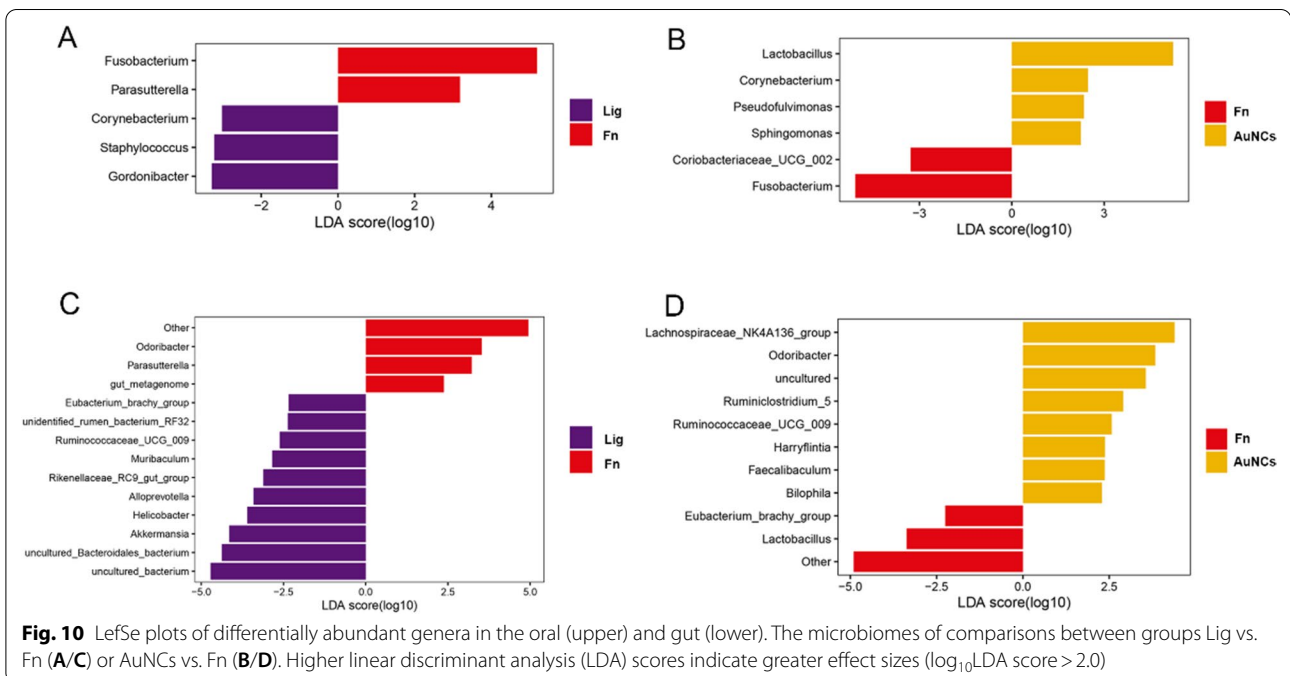 A
Fusobacterium
Parasutterella
Corynebacterium
Staphylococcus
Gordonibacter
−2 0 2 4
LDA score(log10)
Lig
Fn
B
Lactobacillus
Corynebacterium
Pseudofulvimonas
Sphingomonas
Coriobacteriaceae_UCG_002
Fusobacterium
−3 0 3
LDA score(log10)
Fn
AuNCs
C
Other
Odoribacter
Parasutterella
gut_metagenome
Eubacterium_brachy_group
unidentified_rumen_bacterium_RF32
Ruminococcaceae_UCG_009
Muribaculum
Rikenellaceae_RC9_gut_group
Alloprevotella
Helicobacter
Akkermansia
uncultured_Bacteroidales_bacterium
uncultured_bacterium
−5.0 −2.5 0.0 2.5 5.0
LDA score(log10)
Lig
Fn
D
Lachnospiraceae_NK4A136_group
Odoribacter
uncultured
Ruminiclostridium_5
Ruminococcaceae_UCG_009
Harryflintia
Faecalibaculum
Bilophila
Eubacterium_brachy_group
Lactobacillus
Other
−5.0 −2.5 0.0 2.5
LDA score(log10)
Fn
AuNCs
Fig. 10 LefSe plots of differentially abundant genera in the oral (upper) and gut (lower). The microbiomes of comparisons between groups Lig vs.
Fn (A/C) or AuNCs vs. Fn (B/D). Higher linear discriminant analysis (LDA) scores indicate greater effect sizes (log₁₀LDA score > 2.0)